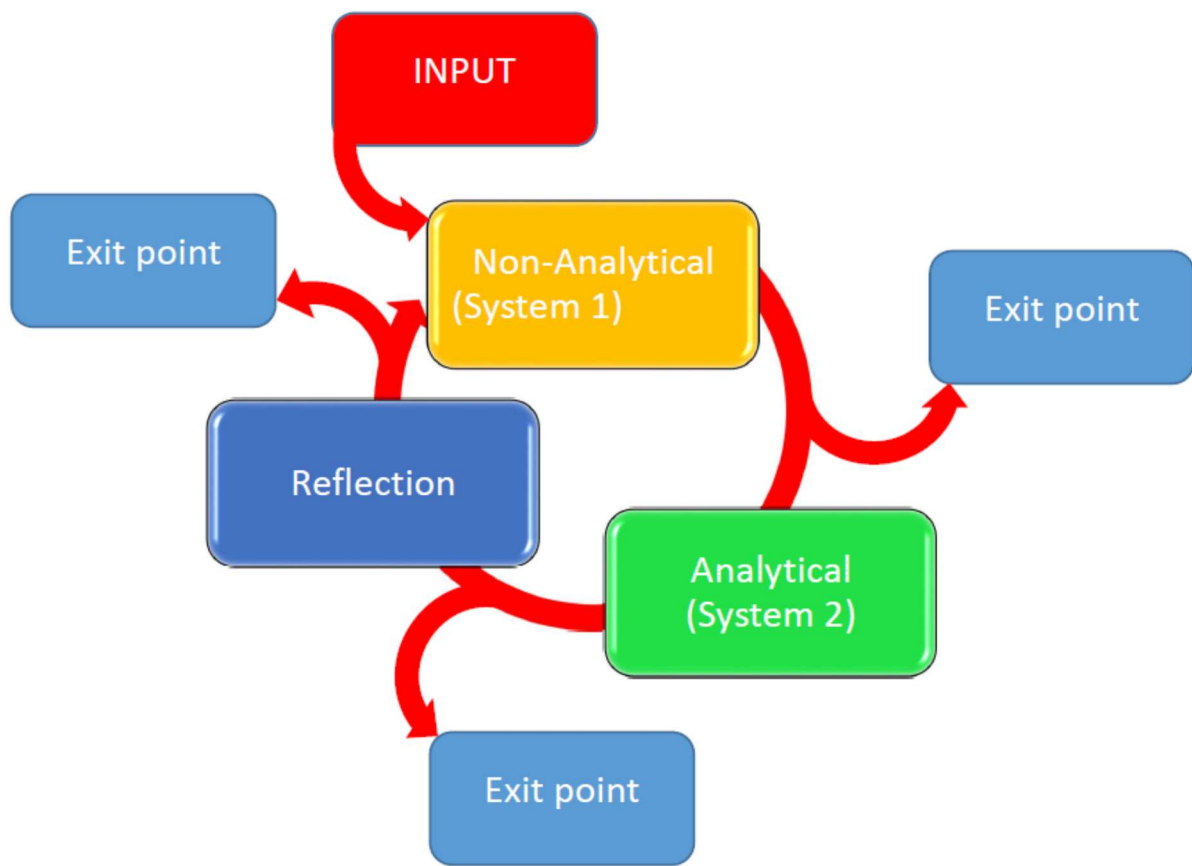 INPUT
Exit point
Non-Analytical
(System 1)
Exit point
Reflection
Analytical
(System 2)
Exit point